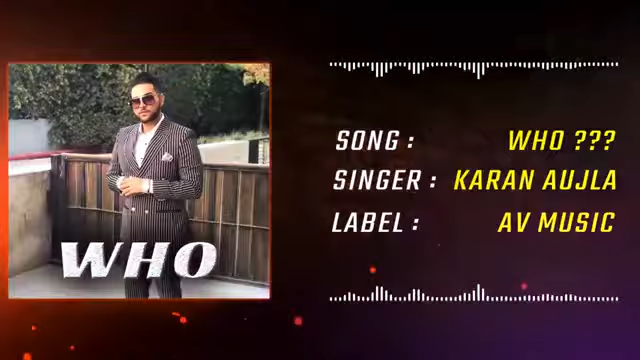 WHO
SONG : WHO ???
SINGER : KARAN AUJLA
LABEL : AV MUSIC